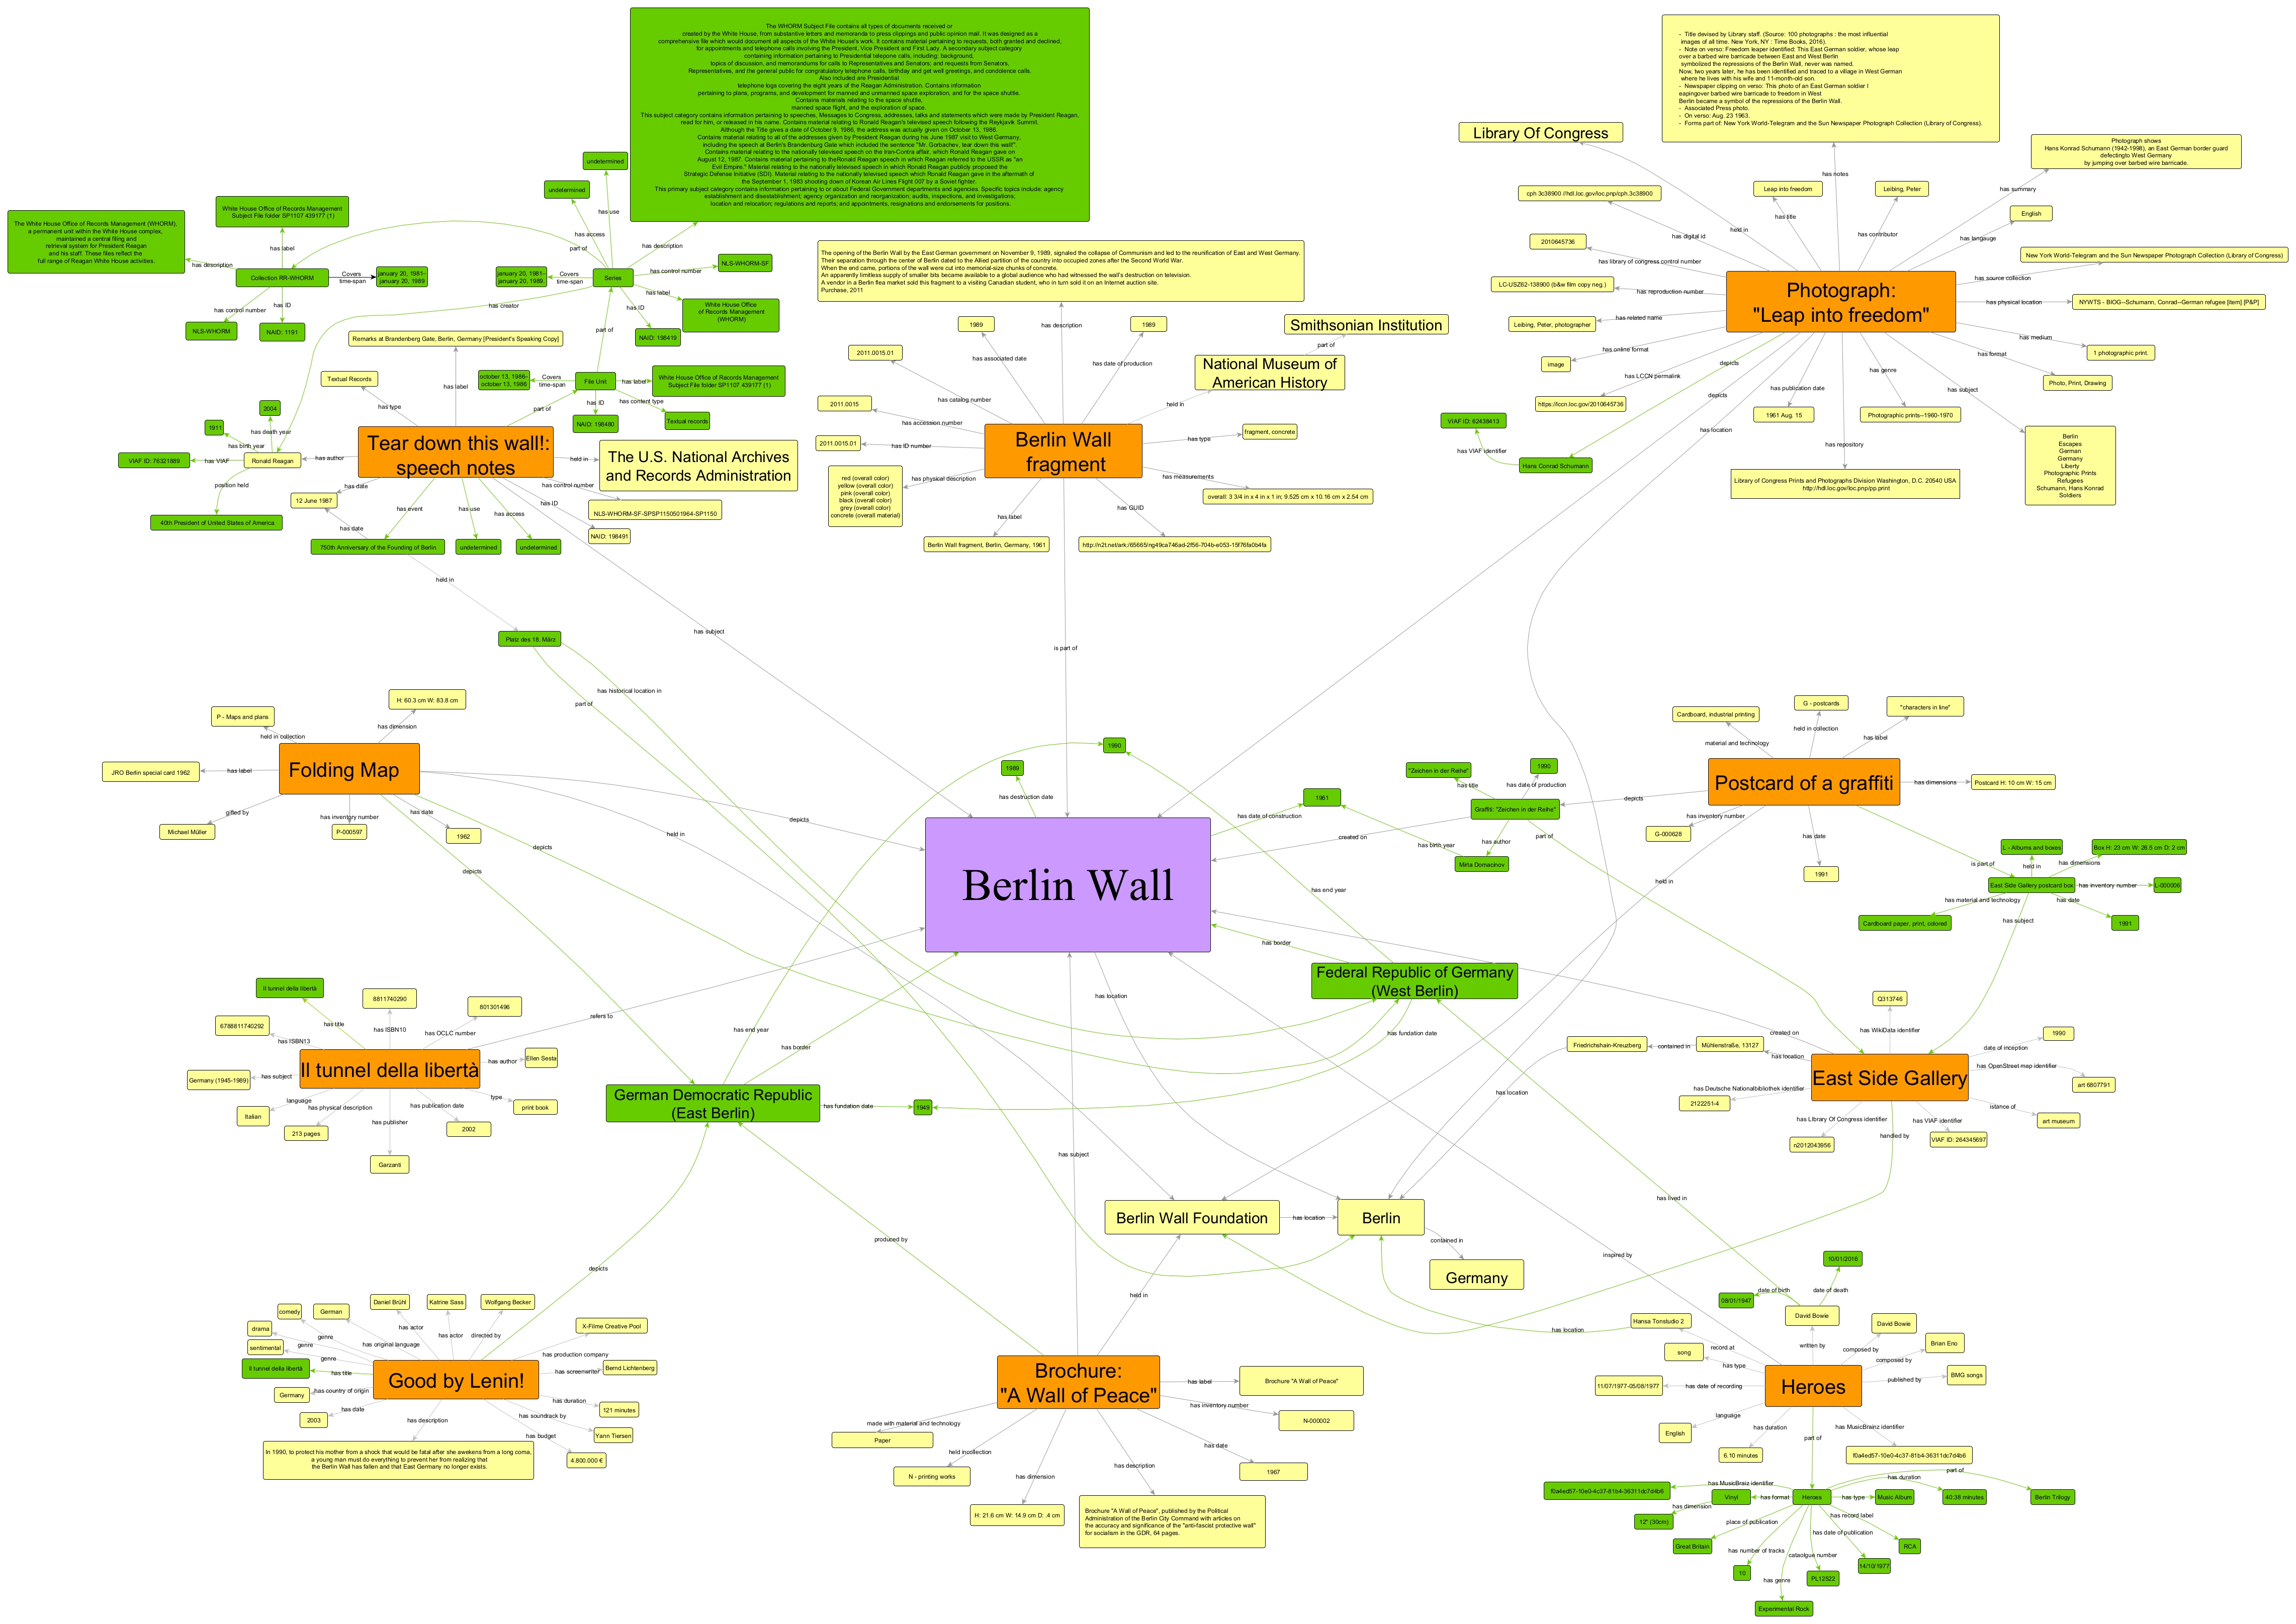 The WHORM Subject File contains all types of documents received or
created by the White House, from substantive letters and memoranda to press clippings and public opinion mail. It was designed as a
comprehensive file which would document all aspects of the White House's work. It contains material pertaining to requests, both granted and declined,
for appointments and telephone calls involving the President, Vice President and First Lady. A secondary subject category
containing information pertaining to Presidential telepone calls, including: background,
topics of discussion, and memorandums for calls to Representatives and Senators; and requests from Senators,
Representatives, and the general public for congratulatory telephone calls, birthday and get well greetings, and condolence calls.
Also included are Presidential
telephone logs covering the eight years of the Reagan Administration. Contains information
pertaining to plans, programs, and development for manned and unmanned space exploration, and for the space shuttle.
Contains materials relating to the space shuttle,
manned space flight, and the exploration of space.
This subject category contains information pertaining to speeches, Messages to Congress, addresses, talks and statements which were made by President Reagan,
read for him, or released in his name. Contains material relating to Ronald Reagan's televised speech following the Reykjavik Summit.
Although the Title gives a date of October 9, 1986, the address was actually given on October 13, 1986.
Contains material relating to all of the addresses given by President Reagan during his June 1987 visit to West Germany,
including the speech at Berlin's Brandenburg Gate which included the sentence "Mr, Gorbachev, tear down this wall!".
Contains material relating to the nationally televised speech on the Iran-Contra affair, which Ronald Reagan gave on
August 12, 1987. Contains material pertaining to theRonald Reagan speech in which Reagan referred to the USSR as "an
Evil Empire." Material relating to the nationally televised speech in which Ronald Reagan publicly proposed the
Strategic Defense Initiative (SDI). Material relating to the nationally televised speech which Ronald Reagan gave in the aftermath of
the September 1, 1983 shooting down of Korean Air Lines Flight 007 by a Soviet fighter.
This primary subject category contains information pertaining to or about Federal Government departments and agencies. Specific topics include: agency
establishment and disestablishment; agency organization and reorganization; audits, inspections, and investigations;
location and relocation; regulations and reports; and appointments, resignations and endorsements for positions.
undetermined
undetermined
has use
has access
has description
part of
White House Office of Records Management
Subject File folder SP1107 439177 (1)
The White House Office of Records Management (WHORM),
a permanent unit within the White House complex,
maintained a central filing and
retrieval system for President Reagan
and his staff. These files reflect the
full range of Reagan White House activities.
has label
has description
Collection RR-WHORM
Covers
time-span
january 20, 1981-
january 20, 1989
has control number
has ID
NLS-WHORM
NAID: 1191
january 20, 1981-
january 20, 1989.
Covers
time-span
Series
has control number
NLS-WHORM-SF
has label
White House Office
of Records Management
(WHORM)
has ID
NAID: 198419
has creator
part of
Remarks at Brandenberg Gate, Berlin, Germany [President's Speaking Copy]
Textual Records
has type
has label
october 13, 1986-
october 13, 1986
Covers
time-span
File Unit
has label
White House Office of Records Management
Subject File folder SP1107 439177 (1)
has ID
has content type
NAID: 198480
Textual records
part of
2004
1911
has death year
has birth year
VIAF ID: 76321889
has VIAF
Ronald Reagan
has author
position held
40th President of United States of America
Tear down this wall!:
speech notes
held in
The U.S. National Archives
and Records Administration
has control number
NLS-WHORM-SF-SPSP1150501964-SP1150
has ID
NAID: 198491
has date
12 June 1987
has date
has event
has use
has access
750th Anniversary of the Founding of Berlin
undetermined
undetermined
held in
Platz des 18. März
has historical location in
part of
has subject
The opening of the Berlin Wall by the East German government on November 9, 1989, signaled the collapse of Communism and led to the reunification of East and West Germany.
Their separation through the center of Berlin dated to the Allied partition of the country into occupied zones after the Second World War.
When the end came, portions of the wall were cut into memorial-size chunks of concrete.
An apparently limitless supply of smaller bits became available to a global audience who had witnessed the wall's destruction on television.
A vendor in a Berlin flea market sold this fragment to a visiting Canadian student, who in turn sold it on an Internet auction site.
Purchase, 2011
1989
has description
1989
has associated date
has date of production
2011.0015.01
has catalog number
2011.0015
has accession number
2011.0015.01
has ID number
Smithsonian Institution
part of
National Museum of
American History
held in
Berlin Wall
fragment
has type
fragment, concrete
has measurements
overall: 3 3/4 in x 4 in x 1 in; 9.525 cm x 10.16 cm x 2.54 cm
has physical description
red (overall color)
yellow (overall color)
pink (overall color)
black (overall color)
grey (overall color)
concrete (overall material)
has label
Berlin Wall fragment, Berlin, Germany, 1961
has GUID
http://n2t.net/ark:/65665/ng49ca746ad-2f56-704b-e053-15f76fa0b4fa
is part of
- Title devised by Library staff. (Source: 100 photographs : the most influential
images of all time. New York, NY : Time Books, 2016).
- Note on verso: Freedom leaper identified: This East German soldier, whose leap
over a barbed wire barricade between East and West Berlin
symbolized the repressions of the Berlin Wall, never was named.
Now, two years later, he has been identified and traced to a village in West German
where he lives with his wife and 11-month-old son.
- Newspaper clipping on verso: This photo of an East German soldier l
eapingover barbed wire barricade to freedom in West
Berlin became a symbol of the repressions of the Berlin Wall.
- Associated Press photo.
- On verso: Aug. 23 1963.
- Forms part of: New York World-Telegram and the Sun Newspaper Photograph Collection (Library of Congress).
Library Of Congress
held in
has notes
Photograph shows
Hans Konrad Schumann (1942-1998), an East German border guard
defectingto West Germany
by jumping over barbed wire barricade.
has summary
cph 3c38900 //hdl.loc.gov/loc.pnp/cph.3c38900
has digital id
Leap into freedom
has title
Leibing, Peter
has contributor
English
has langauge
2010645736
has library of congress control number
New York World-Telegram and the Sun Newspaper Photograph Collection (Library of Congress)
has source collection
LC-USZ62-138900 (b&w film copy neg.)
has reproduction number
Photograph:
"Leap into freedom"
has physical location
NYWTS - BIOG--Schumann, Conrad--German refugee [item] [P&P]
Leibing, Peter, photographer
has related name
has medium
1 photographic print.
image
has online format
has format
Photo, Print, Drawing
https://lccn.loc.gov/2010645736
has LCCN permalink
depicts
depicts
has publication date
1961 Aug. 15
has genre
Photographic prints--1960-1970
has subject
Berlin
Escapes
German
Germany
Liberty
Photographic Prints
Refugees
Schumann, Hans Konrad
Soldiers
VIAF ID: 62438413
has VIAF identifier
Hans Conrad Schumann
has location
has repository
Library of Congress Prints and Photographs Division Washington, D.C. 20540 USA
http://hdl.loc.gov/loc.pnp/pp.print
H: 60.3 cm W: 83.8 cm
P - Maps and plans
has dimension
held in collection
Folding Map
JRO Berlin special card 1962
has label
gifted by
Michael Müller
has inventory number
P-000597
has date
1962
depicts
held in
depicts
depicts
1990
1989
has destruction date
1961
has date of construction
Berlin Wall
has birth year
"Zeichen in der Reihe"
has title
1990
has date of production
Graffiti: "Zeichen in der Reihe"
created on
has author
Mirta Domacinov
part of
depicts
Cardboard, industrial printing
material and technology
G - postcards
held in collection
"characters in line"
has label
Postcard of a graffiti
has dimensions
Postcard H: 10 cm W: 15 cm
has inventory number
G-000628
has date
1991
held in
is part of
L - Albums and boxes
held in
Box H: 23 cm W: 26.5 cm D: 2 cm
has dimensions
East Side Gallery postcard box
has inventory number
L-000006
has material and technology
Cardboard paper, print, colored
has date
1991
has subject
has end year
has border
Federal Republic of Germany
(West Berlin)
has location
has end year
has border
has fundation date
Il tunnel della libertà
has title
8811740290
has ISBN10
801301496
has OCLC number
6788811740292
has ISBN13
refers to
Il tunnel della libertà
has author
Ellen Sesta
Germany (1945-1989)
has subject
Italian
language
213 pages
has physical description
has publisher
Garzanti
has publication date
2002
type
print book
German Democratic Republic
(East Berlin)
has fundation date
1949
Q313746
has WikiData identifier
1990
date of inception
created on
Friedrichshain-Kreuzberg
contained in
Mühlenstraße, 13127
has location
has location
East Side Gallery
has OpenStreet map identifier
art 6807791
has Deutsche Nationalbibliothek identifier
2122251-4
has LIbrary Of Congress identifier
n2012043956
has VIAF identifier
VIAF ID: 264345697
istance of
art museum
handled by
has subject
Berlin Wall Foundation
has location
Berlin
contained in
Germany
has lived in
produced by
held in
inspired by
depicts
Daniel Brühl
has actor
Katrine Sass
has actor
Wolfgang Becker
directed by
comedy
genre
German
has original language
drama
genre
sentimental
genre
Il tunnel della libertà
has title
X-Filme Creative Pool
has production company
Good by Lenin!
has screenwriter
Bernd Lichtenberg
Germany
has country of origin
2003
has date
has duration
121 minutes
has soundrack by
Yann Tiersen
has budget
4.800.000 €
has description
In 1990, to protect his mother from a shock that would be fatal after she awekens from a long coma,
a young man must do everything to prevent her from realizing that
the Berlin Wall has fallen and that East Germany no longer exists.
Brochure:
"A Wall of Peace"
has label
Brochure "A Wall of Peace"
has inventory number
N-000002
made with material and technology
Paper
held incollection
N - printing works
has dimension
H: 21.6 cm W: 14.9 cm D: .4 cm
has description
Brochure "A Wall of Peace", published by the Political
Administration of the Berlin City Command with articles on
the accuracy and significance of the "anti-fascist protective wall"
for socialism in the GDR, 64 pages.
has date
1967
10/01/2016
date of death
08/01/1947
date of birth
David Bowie
written by
Hansa Tonstudio 2
has location
record at
David Bowie
composed by
Brian Eno
composed by
song
has type
11/07/1977-05/08/1977
has date of recording
Heroes
published by
BMG songs
English
language
has duration
6.10 minutes
part of
has MusicBrainz identifier
f0a4ed57-10e0-4c37-81b4-36311dc7d4b6
has MusicBraiz identifier
f0a4ed57-10e0-4c37-81b4-36311dc7d4b6
part of
Berlin Trilogy
has duration
40:36 minutes
Vinyl
has format
Heroes
has type
Music Album
has dimension
12" (30cm)
place of publication
Great Britain
has number of tracks
10
has genre
Experimental Rock
cataolgue number
PL12522
has date of publication
14/10/1977
has record label
RCA